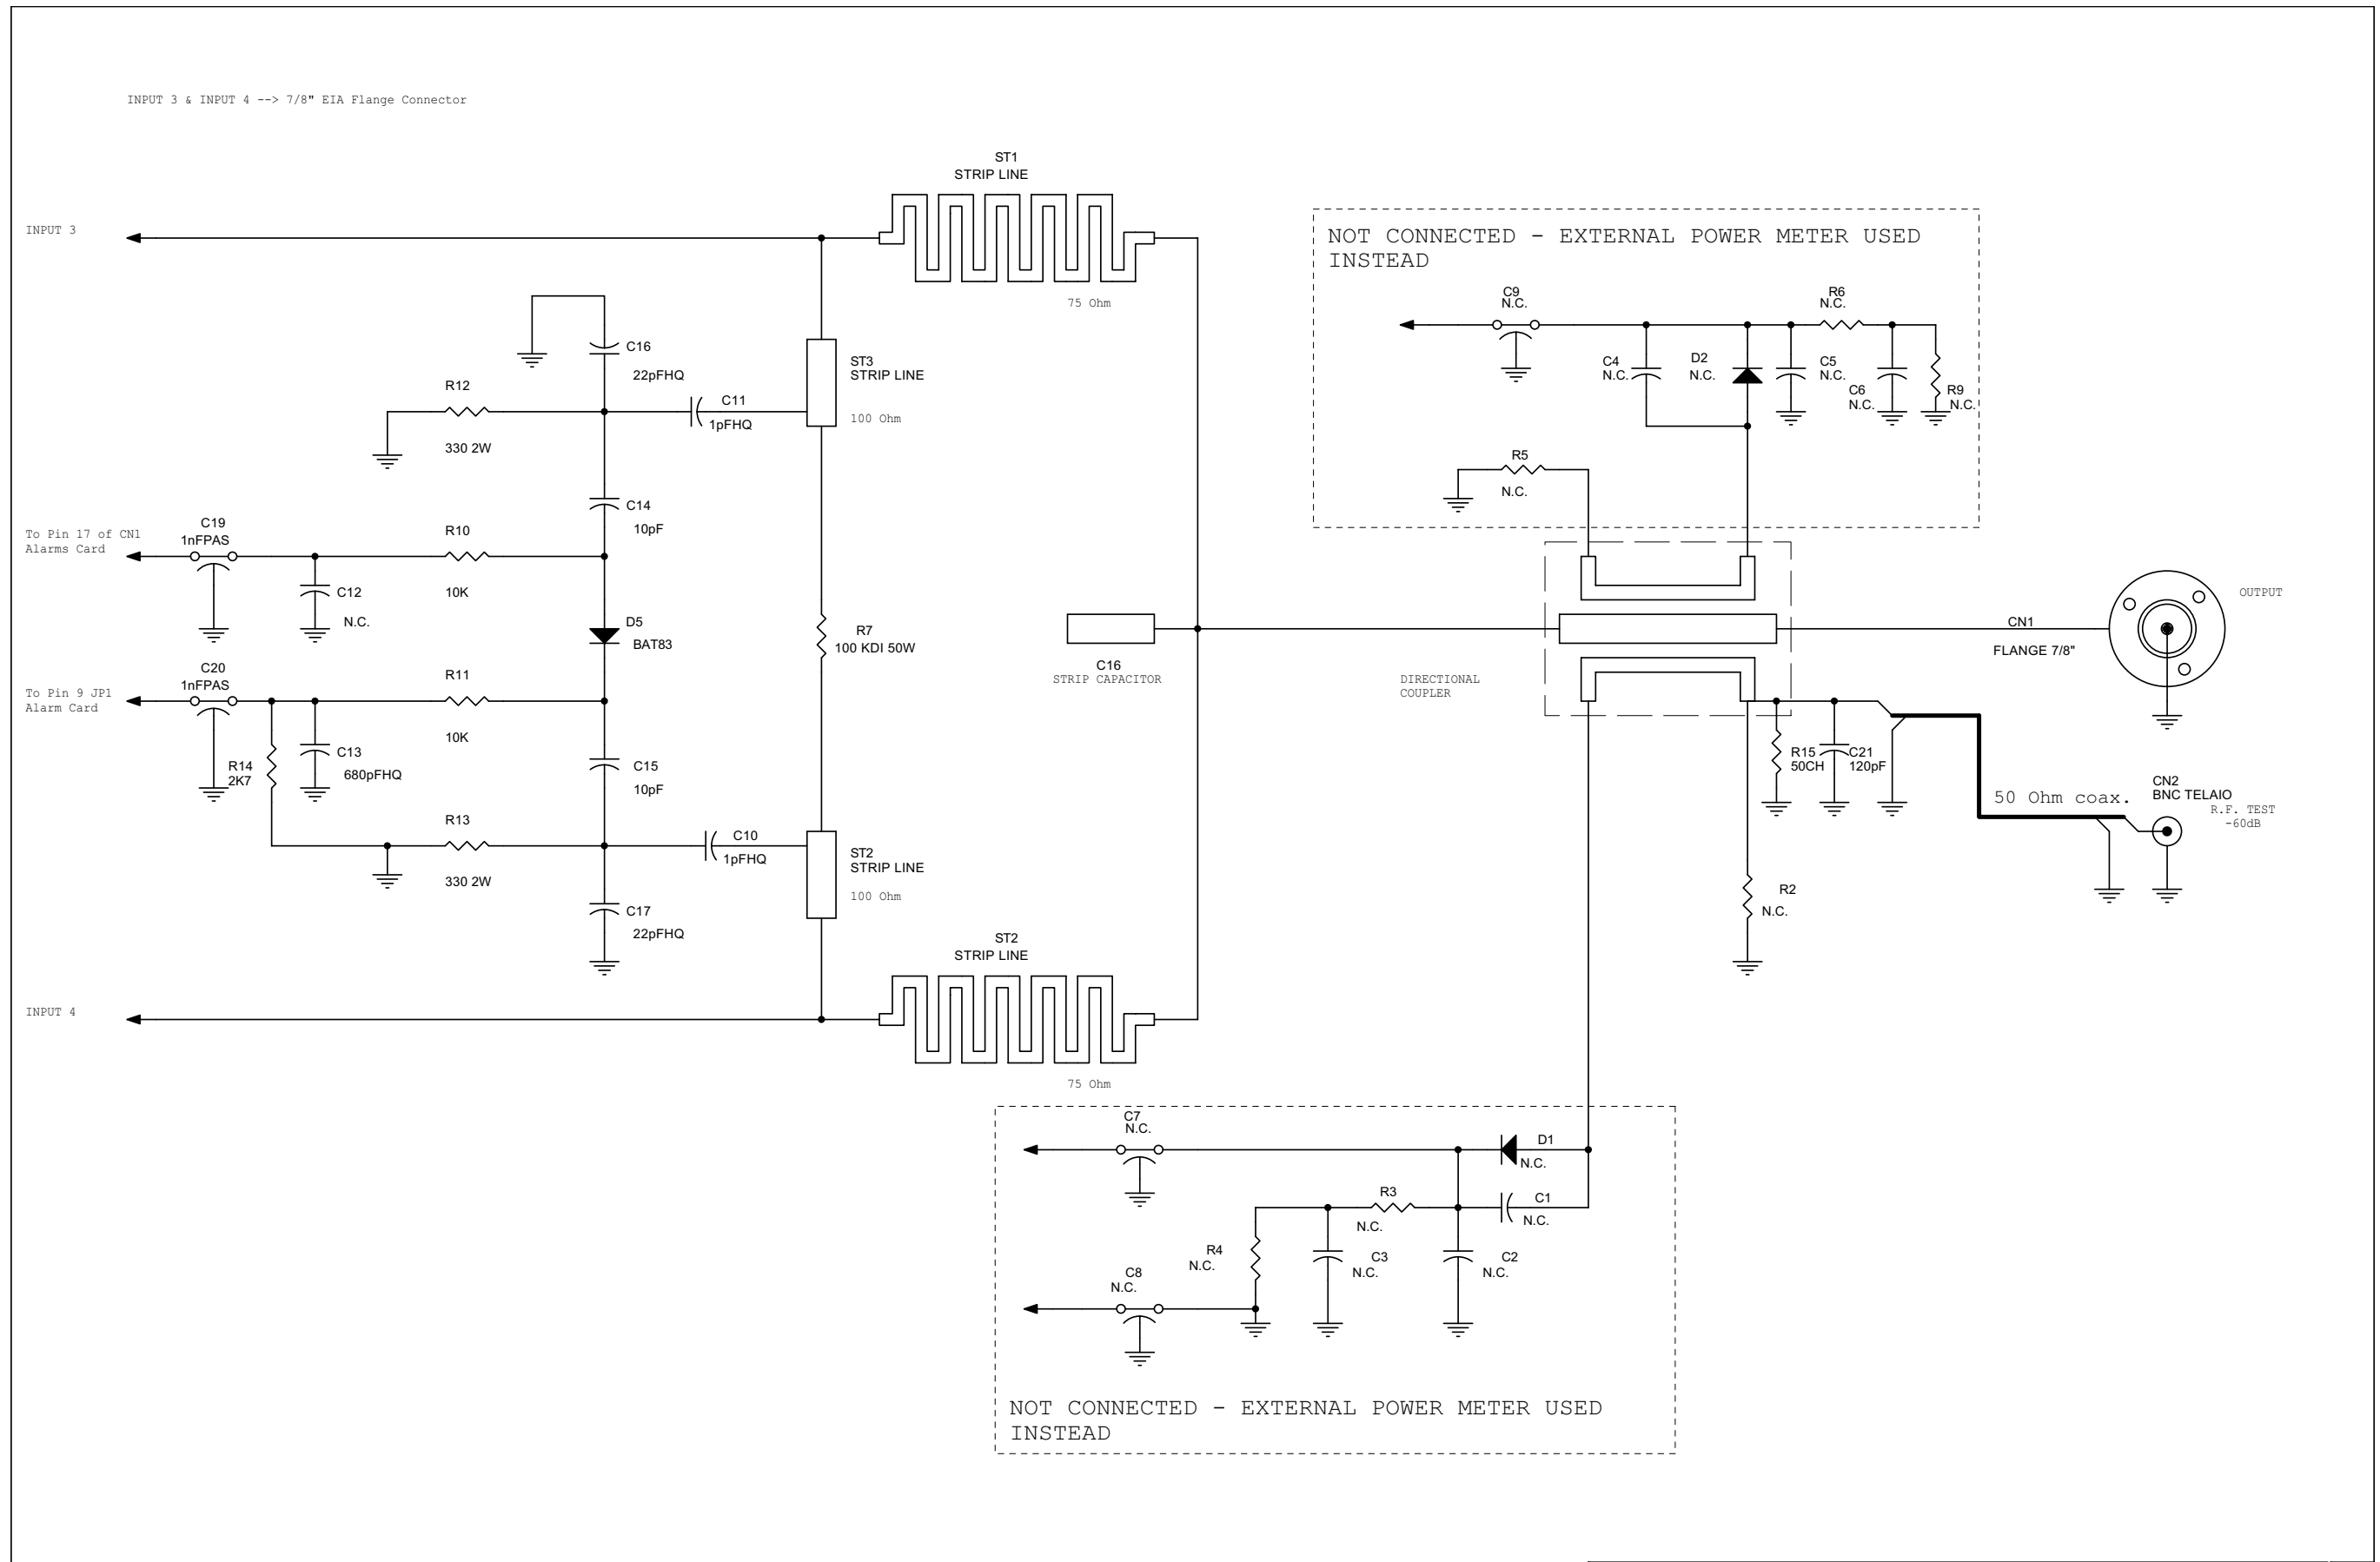 INPUT 3 & INPUT 4 --> 7/8" EIA Flange Connector
ST1
STRIP LINE
75 Ohm
INPUT 3
NOT CONNECTED - EXTERNAL POWER METER USED
INSTEAD
C9
N.C.
R6
N.C.
C4
N.C.
D2
N.C.
C5
N.C.
C6
N.C.
R9
N.C.
R5
N.C.
C16
22pFHQ
R12
330 2W
C11
1pFHQ
ST3
STRIP LINE
100 Ohm
C14
10pF
To Pin 17 of CN1
Alarms Card
C19
1nFPAS
R10
10K
C12
N.C.
D5
BAT83
R7
100 KDI 50W
C16
STRIP CAPACITOR
DIRECTIONAL
COUPLER
CN1
FLANGE 7/8"
OUTPUT
To Pin 9 JP1
Alarm Card
C20
1nFPAS
R11
10K
R14
2K7
C13
680pFHQ
C15
10pF
R15
50CH
C21
120pF
50 Ohm coax.
CN2
BNC TELAIO
R.F. TEST
-60dB
R13
330 2W
C10
1pFHQ
ST2
STRIP LINE
100 Ohm
R2
N.C.
C17
22pFHQ
ST2
STRIP LINE
75 Ohm
INPUT 4
C7
N.C.
D1
N.C.
R3
N.C.
C1
N.C.
R4
N.C.
C3
N.C.
C2
N.C.
C8
N.C.
NOT CONNECTED - EXTERNAL POWER METER USED
INSTEAD